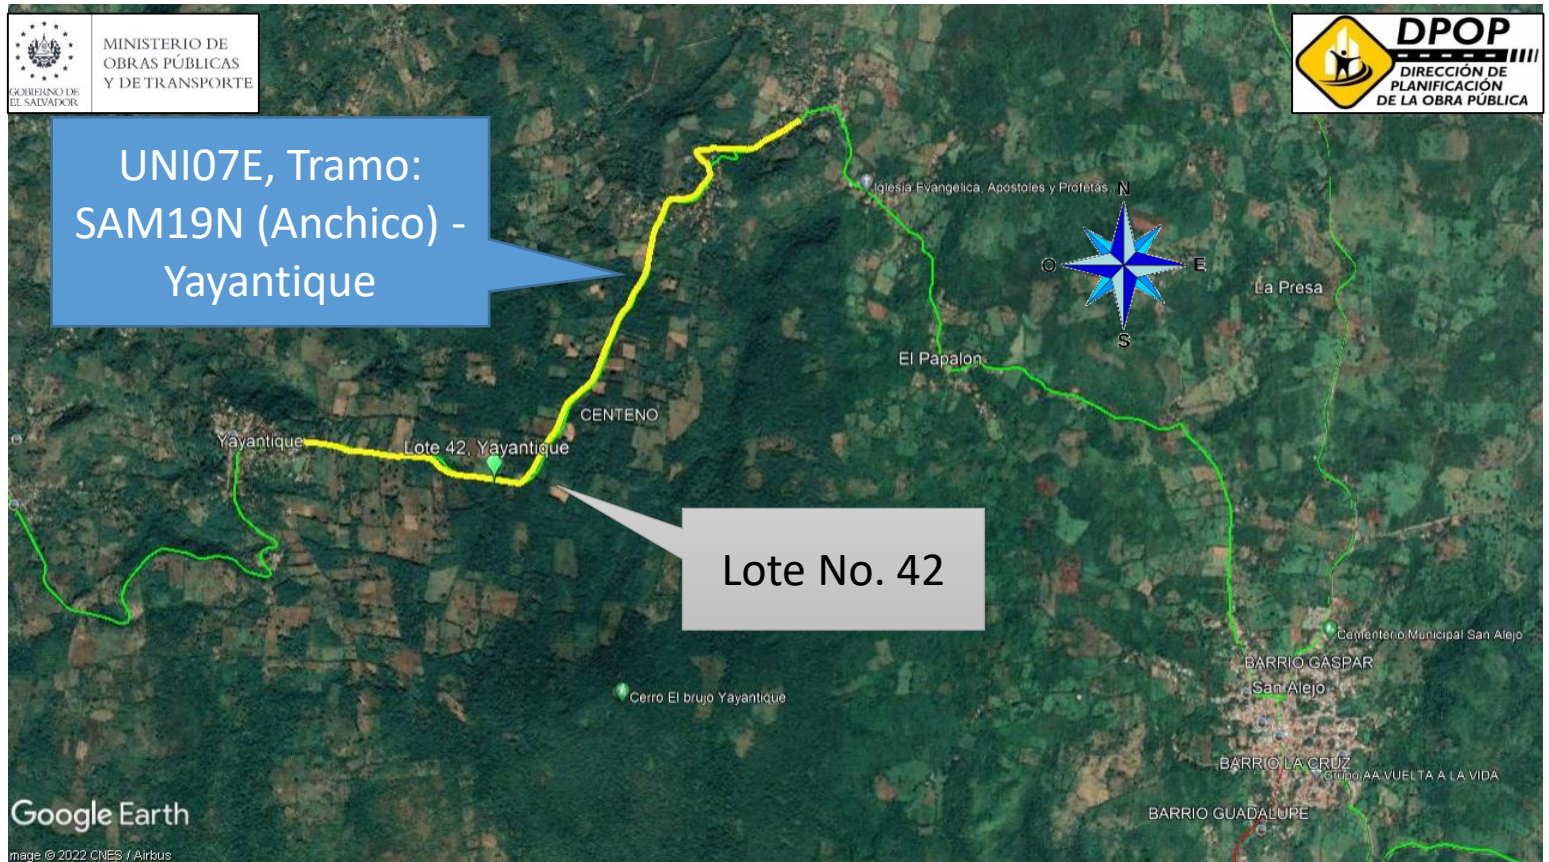 GOBIERNO DE
EL SALVADOR
MINISTERIO DE
OBRAS PÚBLICAS
Y DE TRANSPORTE
DPOP
DIRECCIÓN DE
PLANIFICACIÓN
DE LA OBRA PÚBLICA
UNI07E, Tramo:
SAM19N (Anchico) -
Yayantique
Iglesia Evangelica, Apostoles y Profetas
N
O
E
S
La Presa
El Papalon
CENTENO
Yayantique
Lote 42, Yayantique
Lote No. 42
Cementerio Municipal San Alejo
BARRIO GASPAR
San Alejo
Cerro El brujo Yayantique
BARRIO LA CRUZ
Grupo AA VUELTA A LA VIDA
BARRIO GUADALUPE
Google Earth
mage © 2022 CNES / Airbus